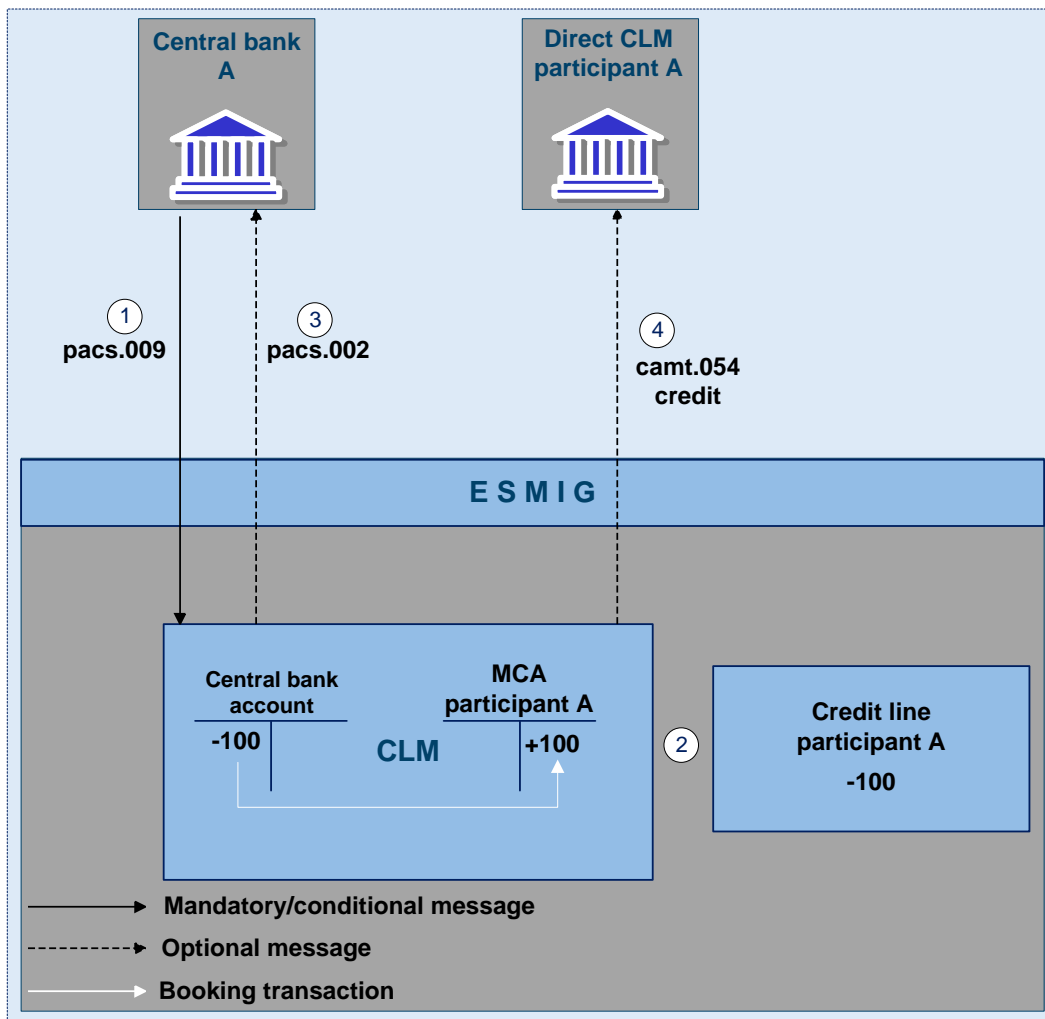 Central bank
A
Direct CLM
participant A
1
pacs.009
3
pacs.002
4
camt.054
credit
E S M I G
Central bank
account
-100
CLM
MCA
participant A
+100
2
Credit line
participant A
-100
Mandatory/conditional message
Optional message
Booking transaction